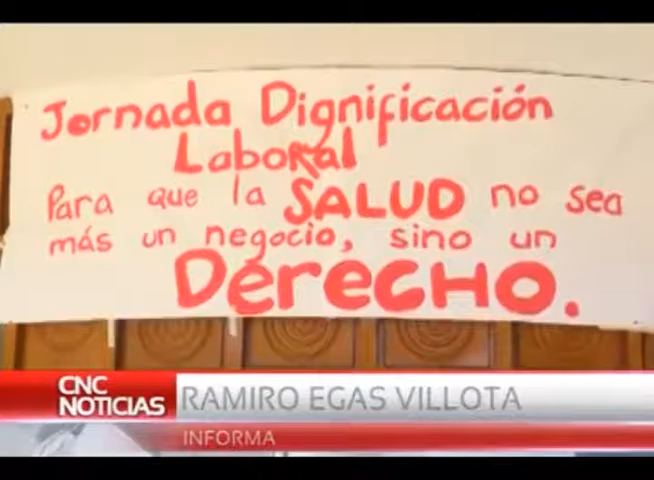 Jornada Dignificación
Laboral
Para que la SALUD no sea
más un negocio, sino un
DERECHO.
CNC
NOTICIAS
RAMIRO EGAS VILLOTA
INFORMA